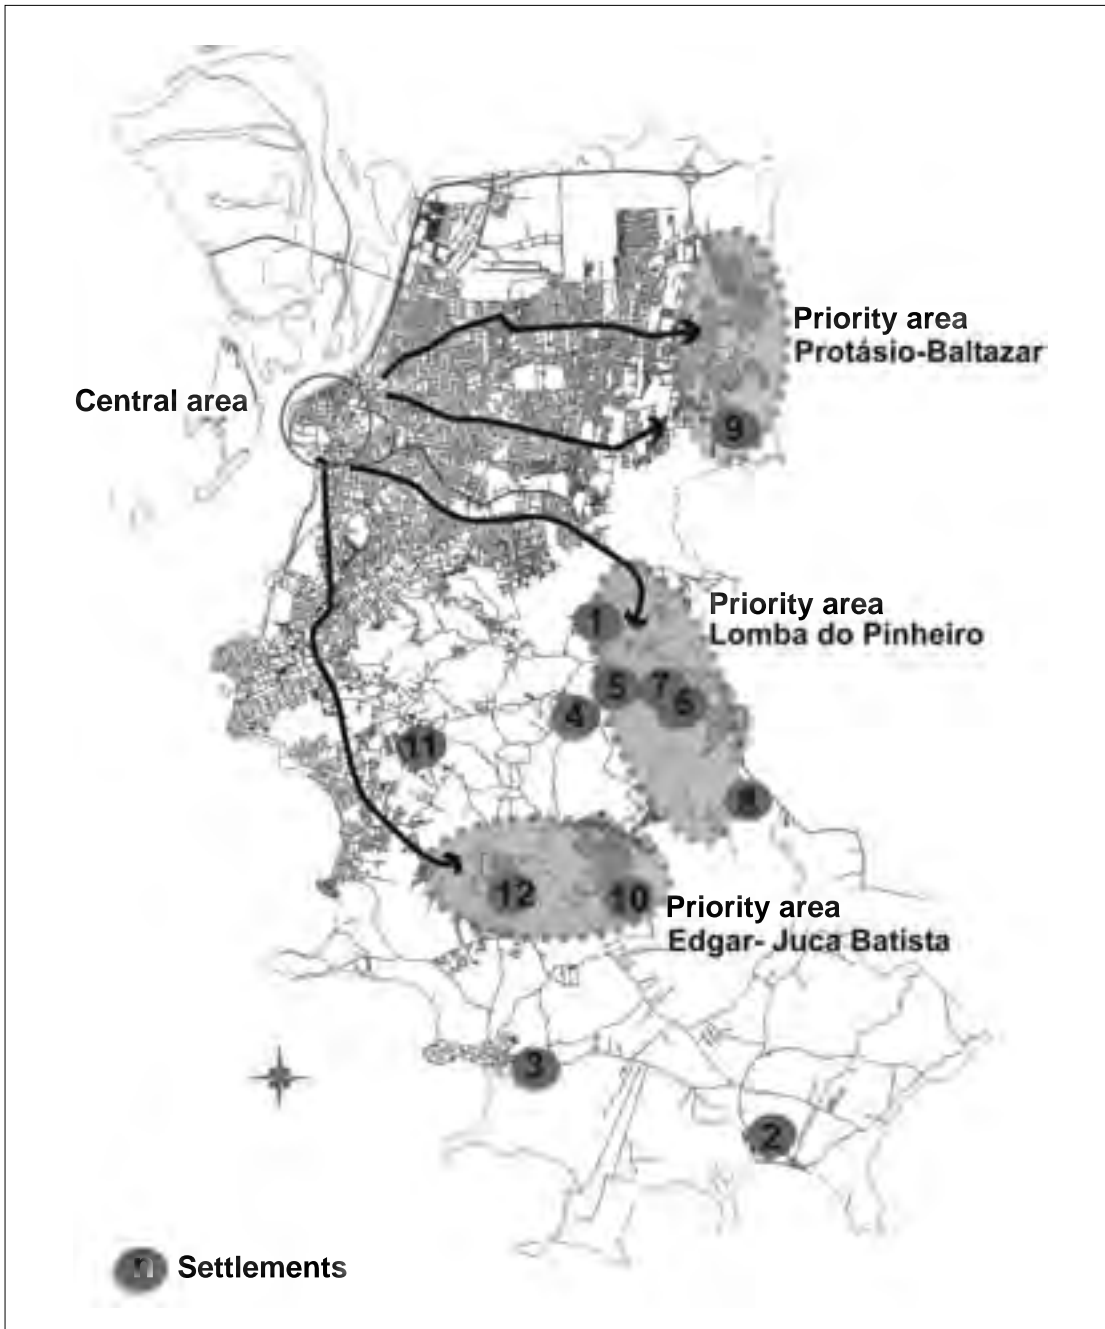 Priority area
Protásio-Baltazar
Central area
9
Priority area
Lomba do Pinheiro
1
5
7
6
4
11
8
12
10
Priority area
Edgar- Juca Batista
3
2
n
Settlements